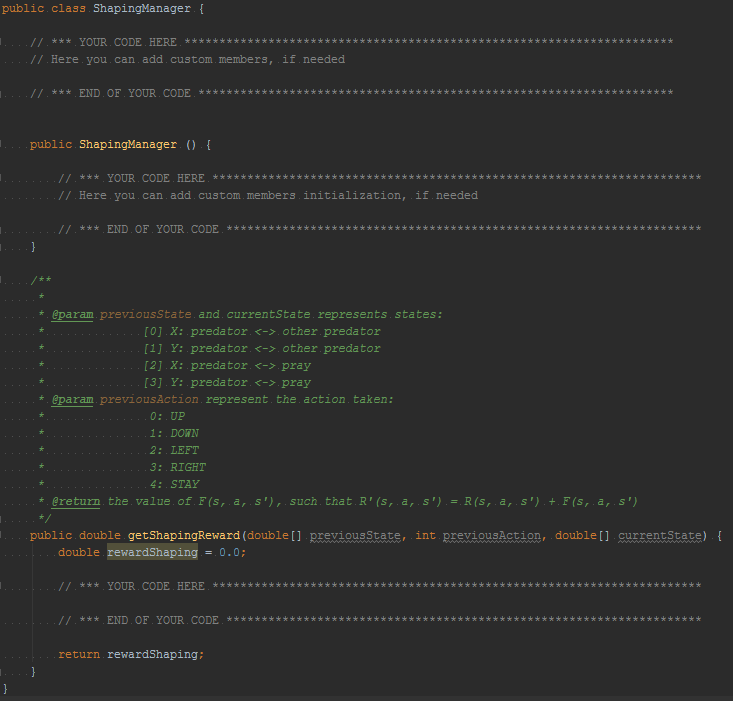 public class ShapingManager {
// *** YOUR CODE HERE **********************************************************************
// Here you can add custom members, if needed
// *** END OF YOUR CODE ********************************************************************
public ShapingManager () {
// *** YOUR CODE HERE **********************************************************************
// Here you can add custom members initialization, if needed
// *** END OF YOUR CODE ********************************************************************
}
/**
*
* @param previousState and currentState represents states:
* [0] X: predator <-> other predator
* [1] Y: predator <-> other predator
* [2] X: predator <-> pray
* [3] Y: predator <-> pray
* @param previousAction represent the action taken:
* 0: UP
* 1: DOWN
* 2: LEFT
* 3: RIGHT
* 4: STAY
* @return the value of F(s, a, s'), such that R'(s, a, s') = R(s, a, s') + F(s, a, s')
*/
public double getShapingReward(double[] previousState, int previousAction, double[] currentState) {
double rewardShaping = 0.0;
// *** YOUR CODE HERE **********************************************************************
// *** END OF YOUR CODE ********************************************************************
return rewardShaping;
}
}